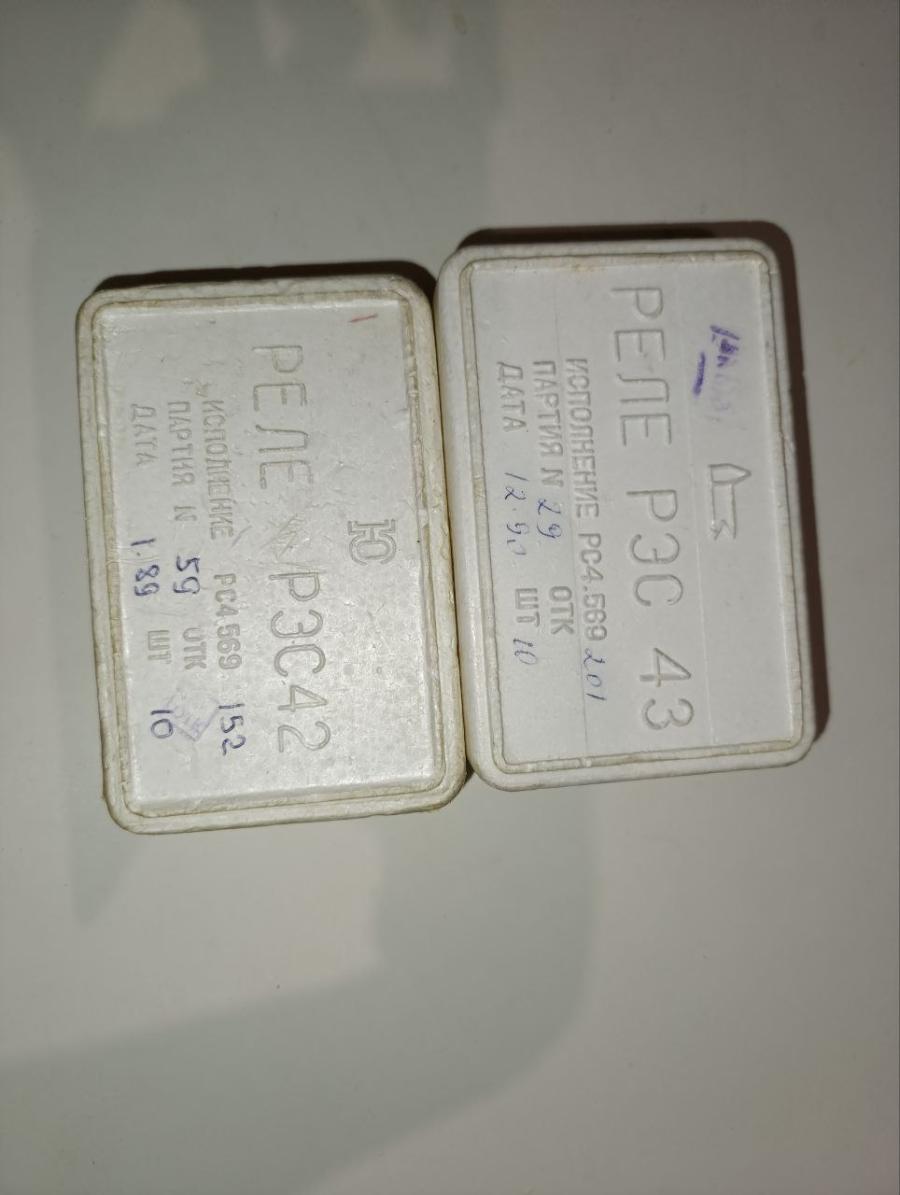 Ю
РЕЛЕ РЭС42
ИСПОЛНЕНИЕ РС4.569 152
ПАРТИЯ N 59 ОТК
ДАТА 1.89 ШТ 10
РЕЛЕ РЭС 43
ИСПОЛНЕНИЕ РС4.569 201
ПАРТИЯ N 29 ОТК
ДАТА 12.90 ШТ 10